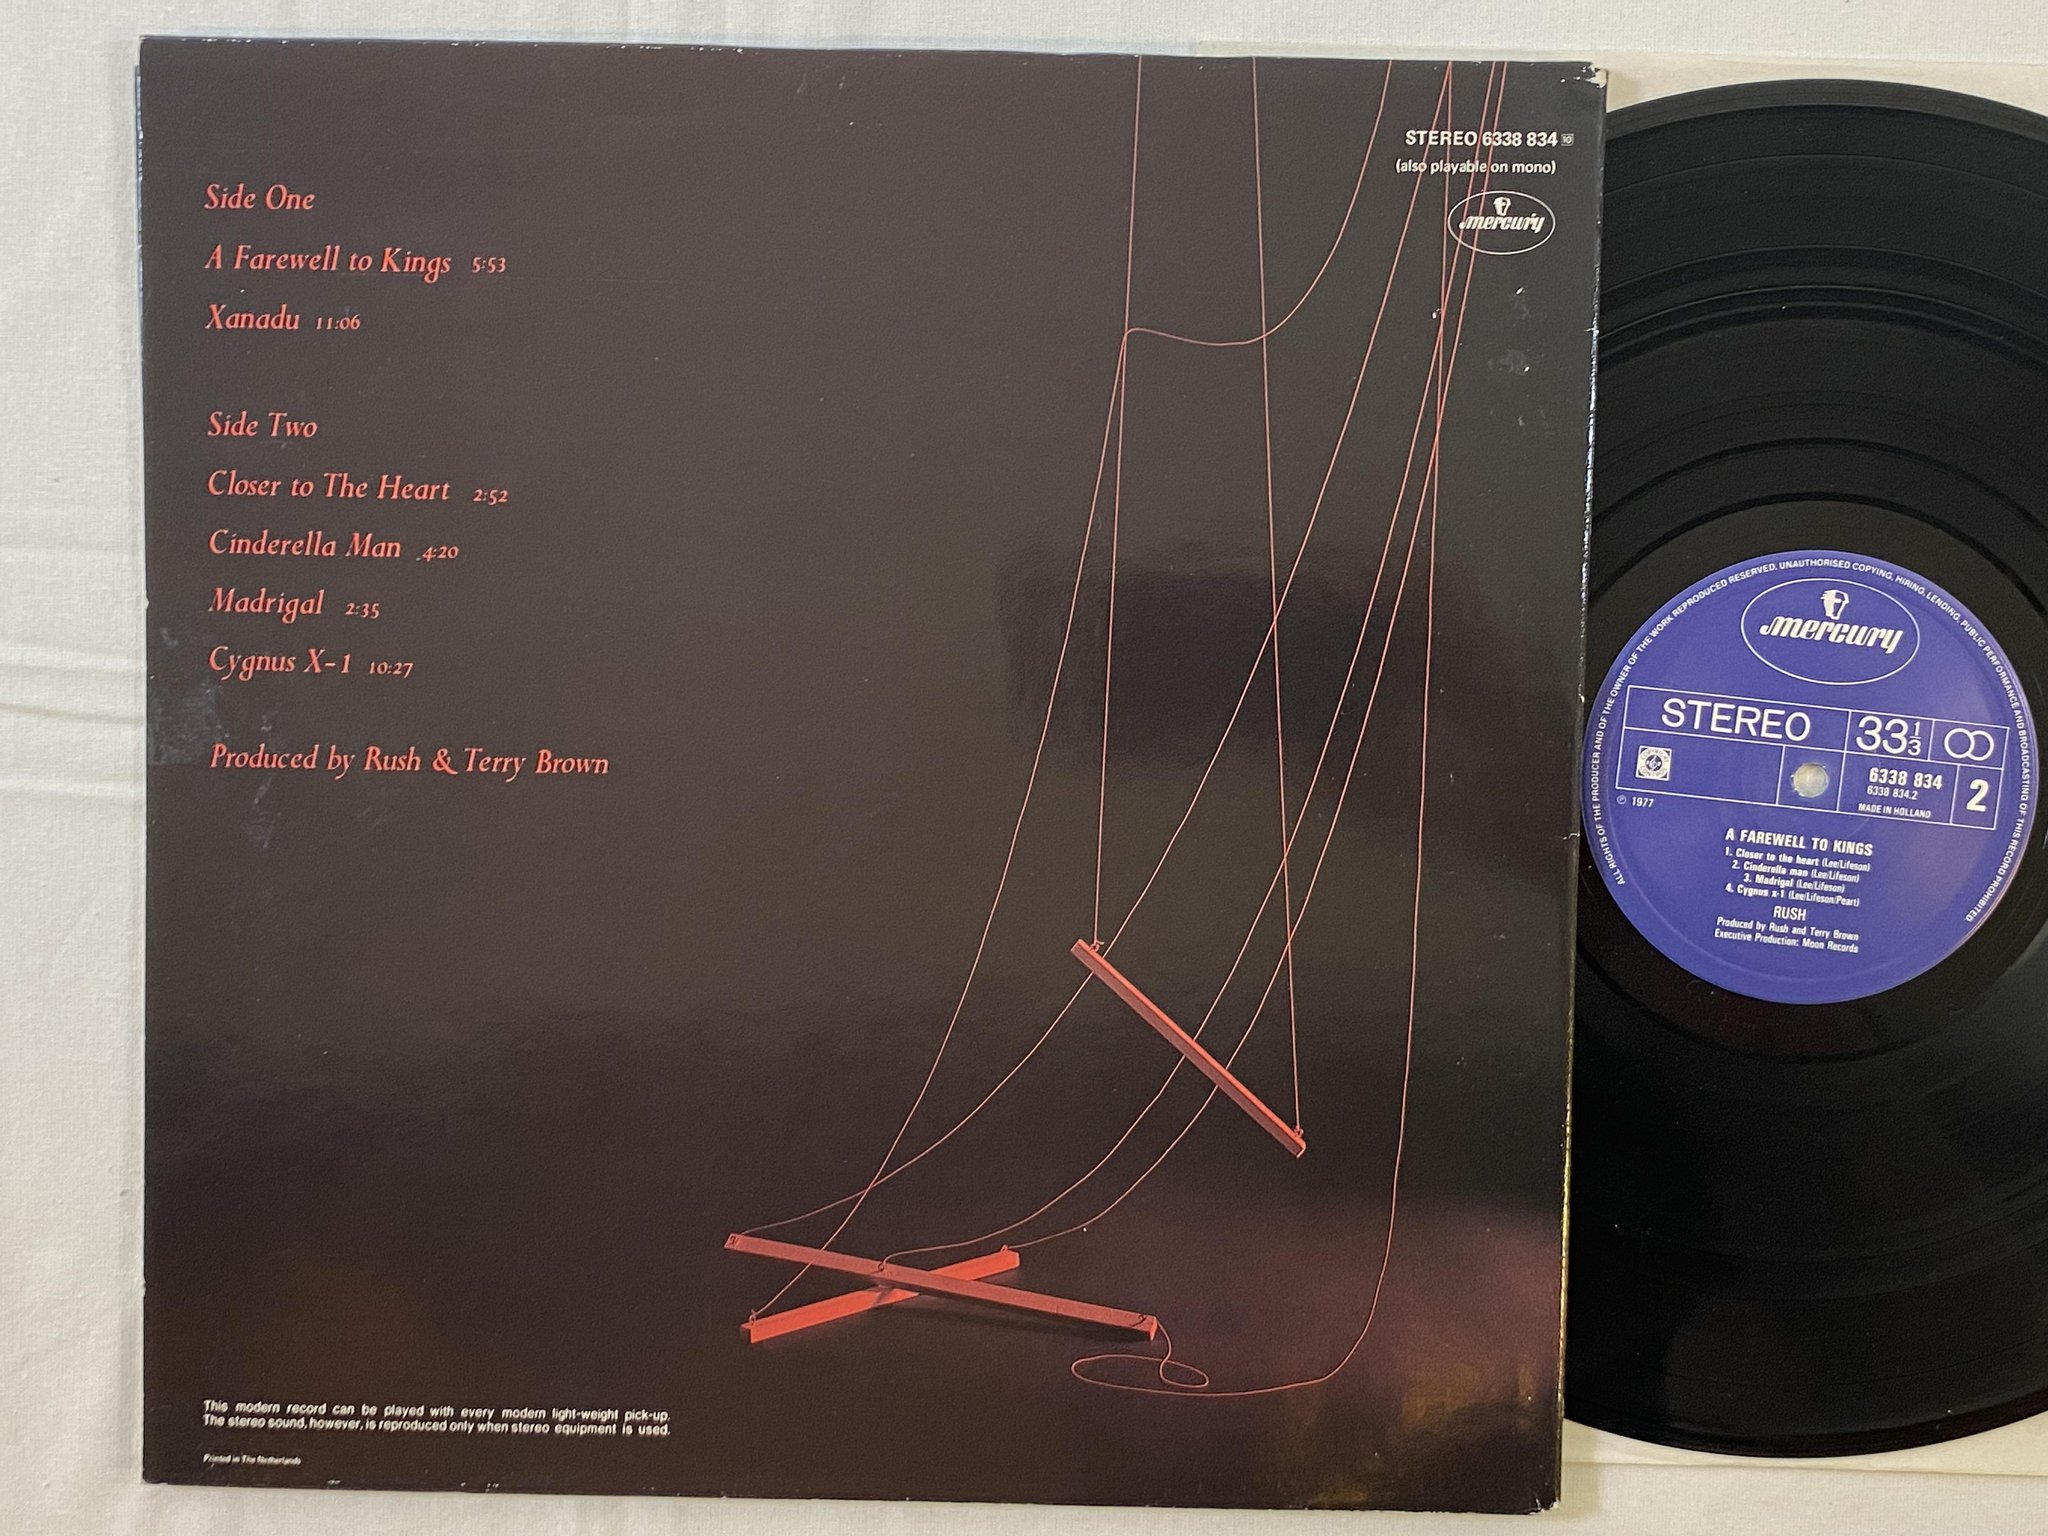 STEREO 6338 834 10
(also playable on mono)
mercury
Side One
A Farewell to Kings 5:53
Xanadu 11:06
Side Two
Closer to The Heart 2:52
Cinderella Man 4:20
Madrigal 2:35
Cygnus X-1 10:27
Produced by Rush & Terry Brown
This modern record can be played with every modern light-weight pick-up.
The stereo sound, however, is reproduced only when stereo equipment is used.
Printed in The Netherlands
ALL RIGHTS OF THE PRODUCER AND OF THE OWNER OF THE WORK REPRODUCED RESERVED. UNAUTHORISED COPYING, HIRING, LENDING, PUBLIC PERFORMANCE AND BROADCASTING OF THIS RECORD PROHIBITED
mercury
STEREO 33 1/3
6338 834 2
6338 834.2
MADE IN HOLLAND
℗ 1977
A FAREWELL TO KINGS
1. Closer to the heart (Lee/Lifeson)
2. Cinderella man (Lee/Lifeson)
3. Madrigal (Lee/Lifeson)
4. Cygnus x-1 (Lee/Lifeson/Peart)
RUSH
Produced by Rush and Terry Brown
Executive Production: Moon Records